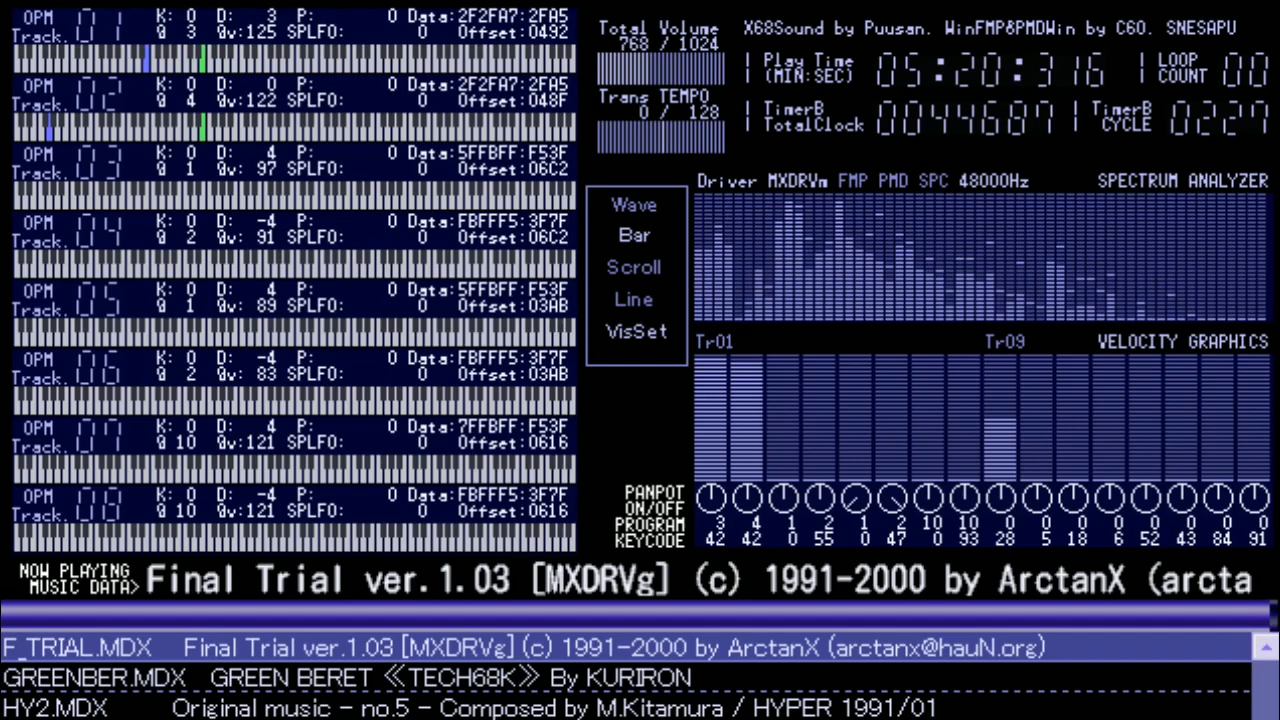 OPM K: 0 D: 3 P: 0 Data:2F2FA7:2FA5
Track. 01 @ 3 @v:125 SPLFO: 0 Offset:0492
OPM K: 0 D: 0 P: 0 Data:2F2FA7:2FA5
Track. 02 @ 4 @v:122 SPLFO: 0 Offset:048F
OPM K: 0 D: 4 P: 0 Data:5FFBFF:F53F
Track. 03 @ 1 @v: 97 SPLFO: 0 Offset:06C2
OPM K: 0 D: -4 P: 0 Data:FBFFF5:3F7F
Track. 04 @ 2 @v: 91 SPLFO: 0 Offset:06C2
OPM K: 0 D: 4 P: 0 Data:5FFBFF:F53F
Track. 05 @ 1 @v: 89 SPLFO: 0 Offset:03AB
OPM K: 0 D: -4 P: 0 Data:FBFFF5:3F7F
Track. 06 @ 2 @v: 83 SPLFO: 0 Offset:03AB
OPM K: 0 D: 4 P: 0 Data:7FFBFF:F53F
Track. 07 @ 10 @v:121 SPLFO: 0 Offset:0616
OPM K: 0 D: -4 P: 0 Data:FBFFF5:3F7F
Track. 08 @ 10 @v:121 SPLFO: 0 Offset:0616
Total Volume
768 / 1024
Trans TEMPO
0 / 128
X68Sound by Puusan. WinFMP&PMDWin by C60. SNESAPU
Play Time
(MIN:SEC) 05:20:316
LOOP
COUNT 00
TimerB
TotalClock 0044687
TimerB
CYCLE 0227
Wave
Bar
Scroll
Line
VisSet
Driver MXDRVm FMP PMD SPC 48000Hz SPECTRUM ANALYZER
Tr01 Tr09 VELOCITY GRAPHICS
PANPOT
ON/OFF
PROGRAM 3 4 1 2 1 2 10 10 0 0 0 0 0 0 0 0
KEYCODE 42 42 0 55 0 47 0 93 28 5 18 6 52 43 84 91
NOW PLAYING
MUSIC DATA> Final Trial ver.1.03 [MXDRVg] (c) 1991-2000 by ArctanX (arcta
F_TRIAL.MDX Final Trial ver.1.03 [MXDRVg] (c) 1991-2000 by ArctanX (arctanx@hauN.org)
GREENBER.MDX GREEN BERET ≪TECH68K≫ By KURIRON
HY2.MDX Original music - no.5 - Composed by M.Kitamura / HYPER 1991/01